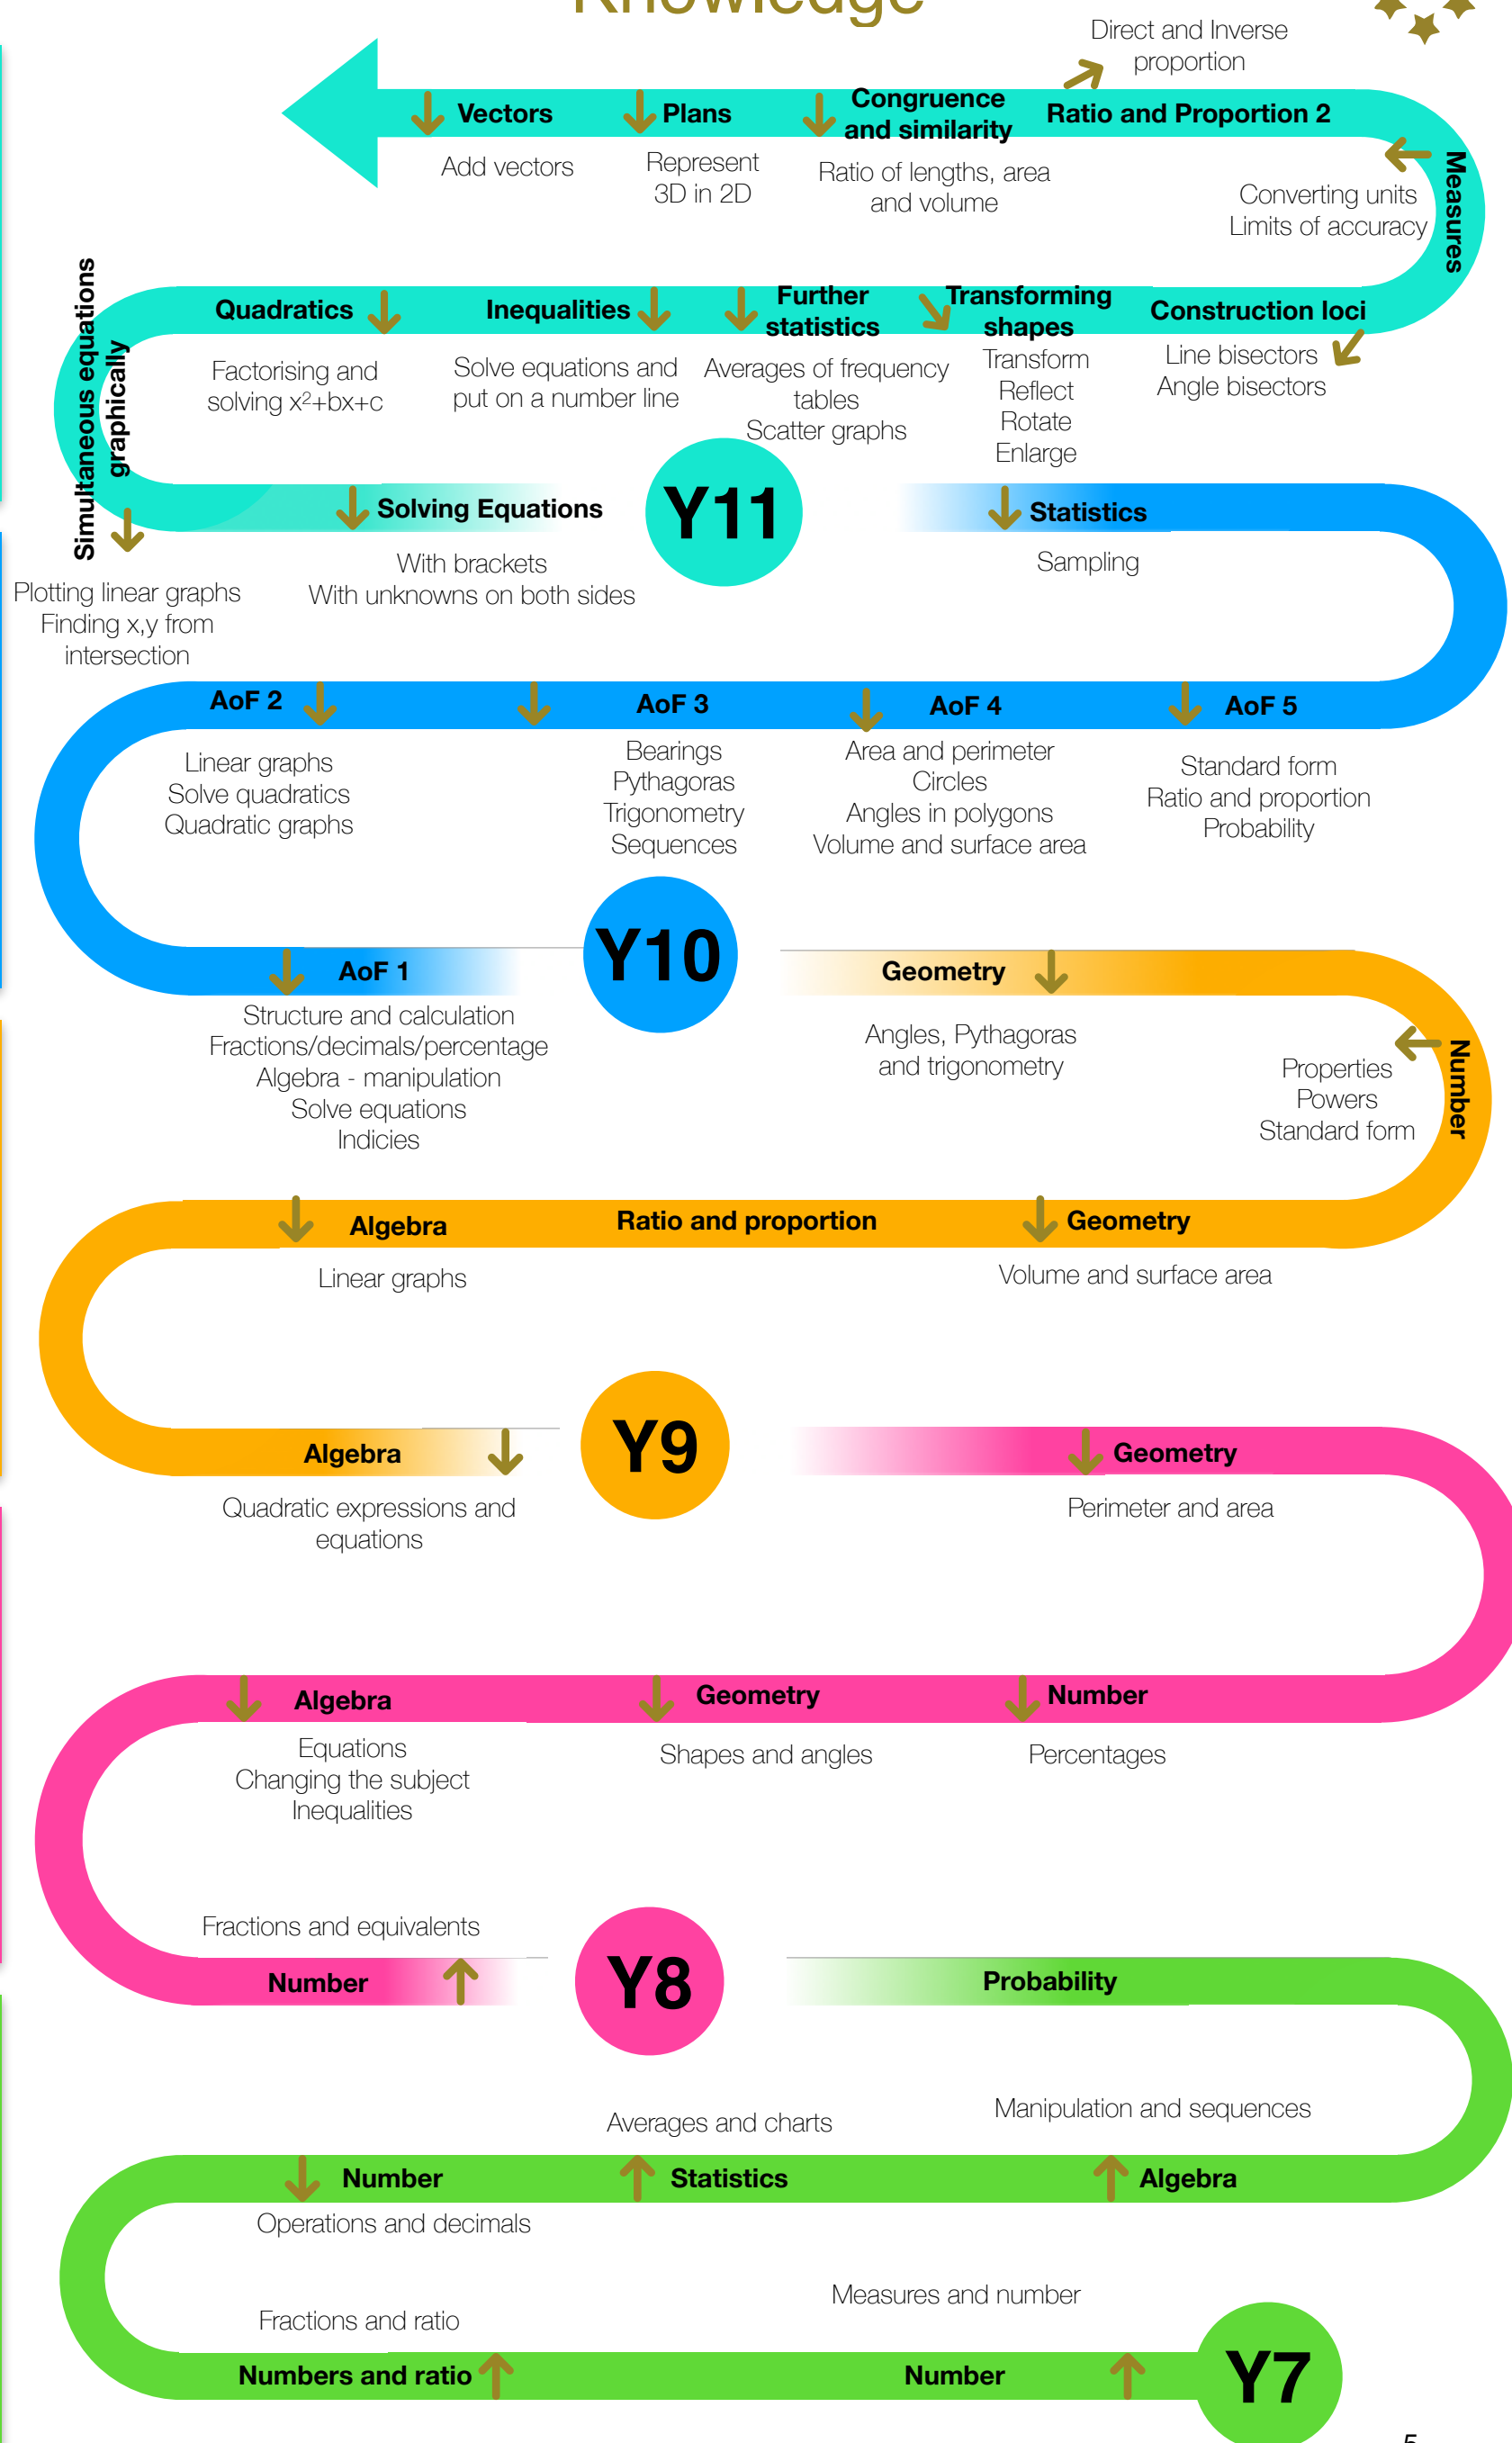 Knowledge
Direct and Inverse
proportion
Vectors
Plans
Congruence
and similarity
Ratio and Proportion 2
Add vectors
Represent
3D in 2D
Ratio of lengths, area
and volume
Measures
Converting units
Limits of accuracy
Simultaneous equations
graphically
Quadratics
Inequalities
Further
statistics
Transforming
shapes
Construction loci
Factorising and
solving x²+bx+c
Solve equations and
put on a number line
Averages of frequency
tables
Scatter graphs
Transform
Reflect
Rotate
Enlarge
Line bisectors
Angle bisectors
Solving Equations
Y11
Statistics
With brackets
With unknowns on both sides
Sampling
Plotting linear graphs
Finding x,y from
intersection
AoF 2
AoF 3
AoF 4
AoF 5
Linear graphs
Solve quadratics
Quadratic graphs
Bearings
Pythagoras
Trigonometry
Sequences
Area and perimeter
Circles
Angles in polygons
Volume and surface area
Standard form
Ratio and proportion
Probability
AoF 1
Y10
Geometry
Structure and calculation
Fractions/decimals/percentage
Algebra - manipulation
Solve equations
Indicies
Angles, Pythagoras
and trigonometry
Number
Properties
Powers
Standard form
Algebra
Ratio and proportion
Geometry
Linear graphs
Volume and surface area
Algebra
Y9
Geometry
Quadratic expressions and
equations
Perimeter and area
Algebra
Geometry
Number
Equations
Changing the subject
Inequalities
Shapes and angles
Percentages
Fractions and equivalents
Number
Y8
Probability
Averages and charts
Manipulation and sequences
Number
Statistics
Algebra
Operations and decimals
Measures and number
Fractions and ratio
Numbers and ratio
Number
Y7
5